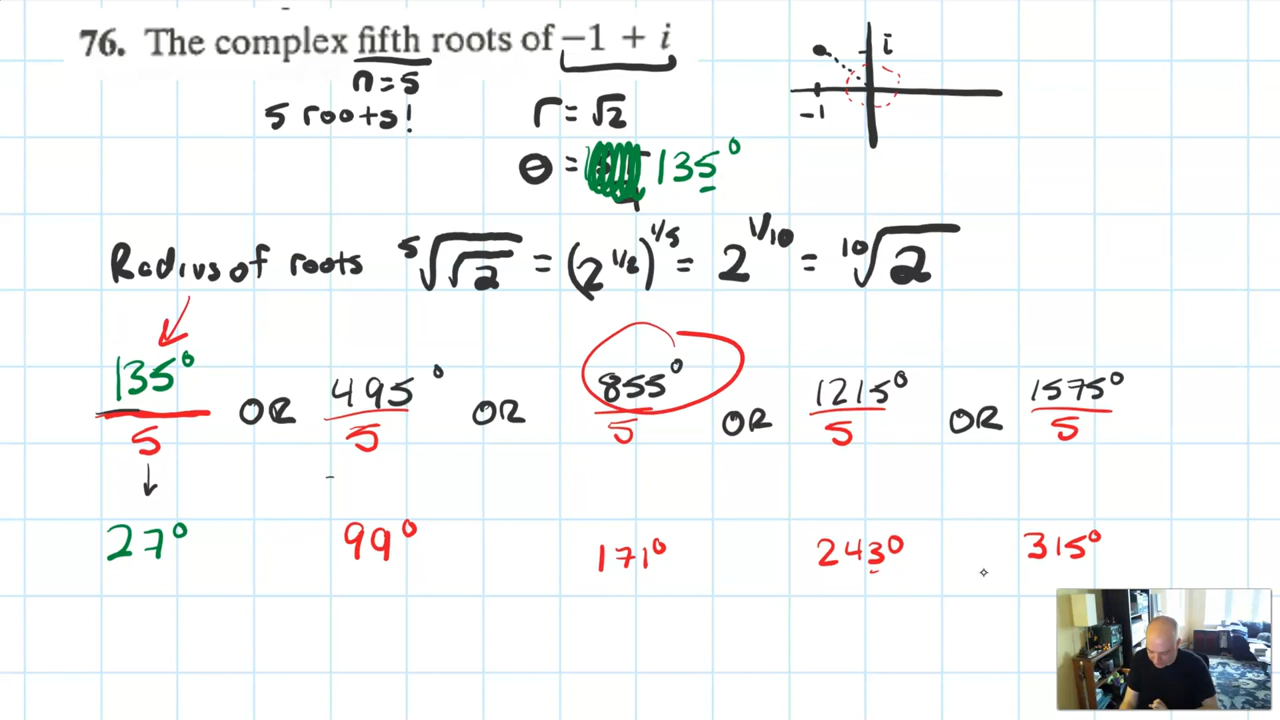 76. The complex fifth roots of −1 + i
n=5
5 roots!
i
-1
r = √2
θ = 135°
Radius of roots ⁵√√2 = (2^1/2)^1/5 = 2^1/10 = ¹⁰√2
135°/5 OR 495°/5 OR 855°/5 OR 1215°/5 OR 1575°/5
27° 99° 171° 243° 315°